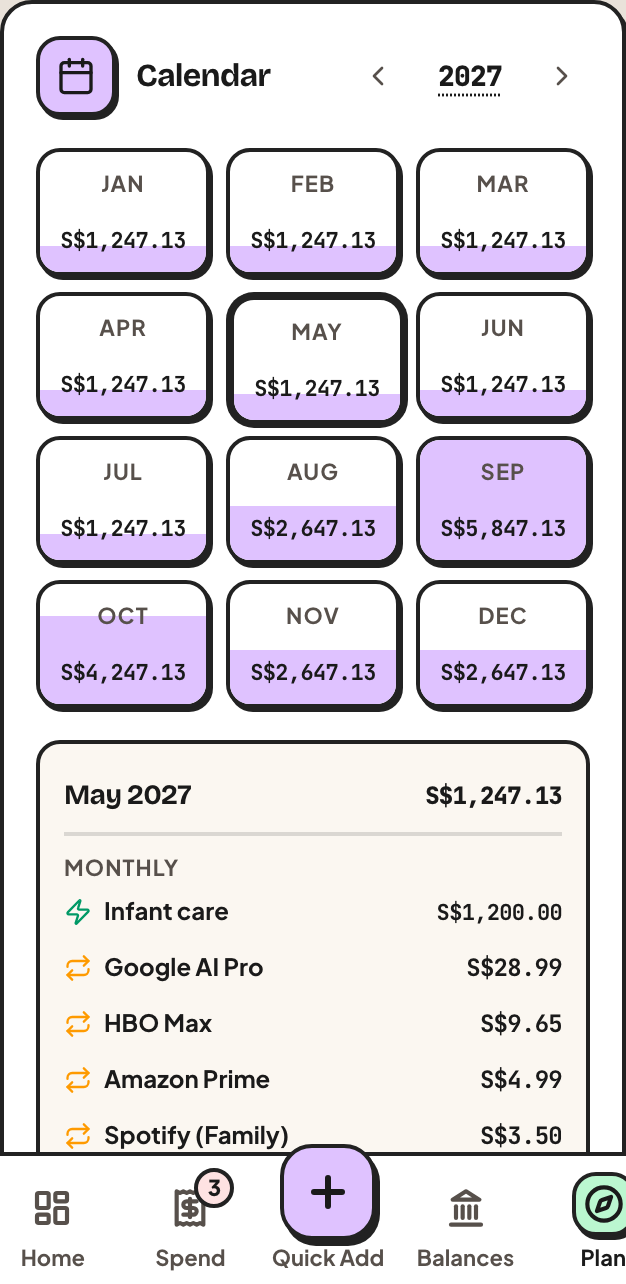 Calendar
2027
JAN FEB MAR
S$1,247.13 S$1,247.13 S$1,247.13
APR MAY JUN
S$1,247.13 S$1,247.13 S$1,247.13
JUL AUG SEP
S$1,247.13 S$2,647.13 S$5,847.13
OCT NOV DEC
S$4,247.13 S$2,647.13 S$2,647.13
May 2027 S$1,247.13
MONTHLY
Infant care S$1,200.00
Google AI Pro S$28.99
HBO Max S$9.65
Amazon Prime S$4.99
Spotify (Family) S$3.50
3
Home Spend Quick Add Balances Plan